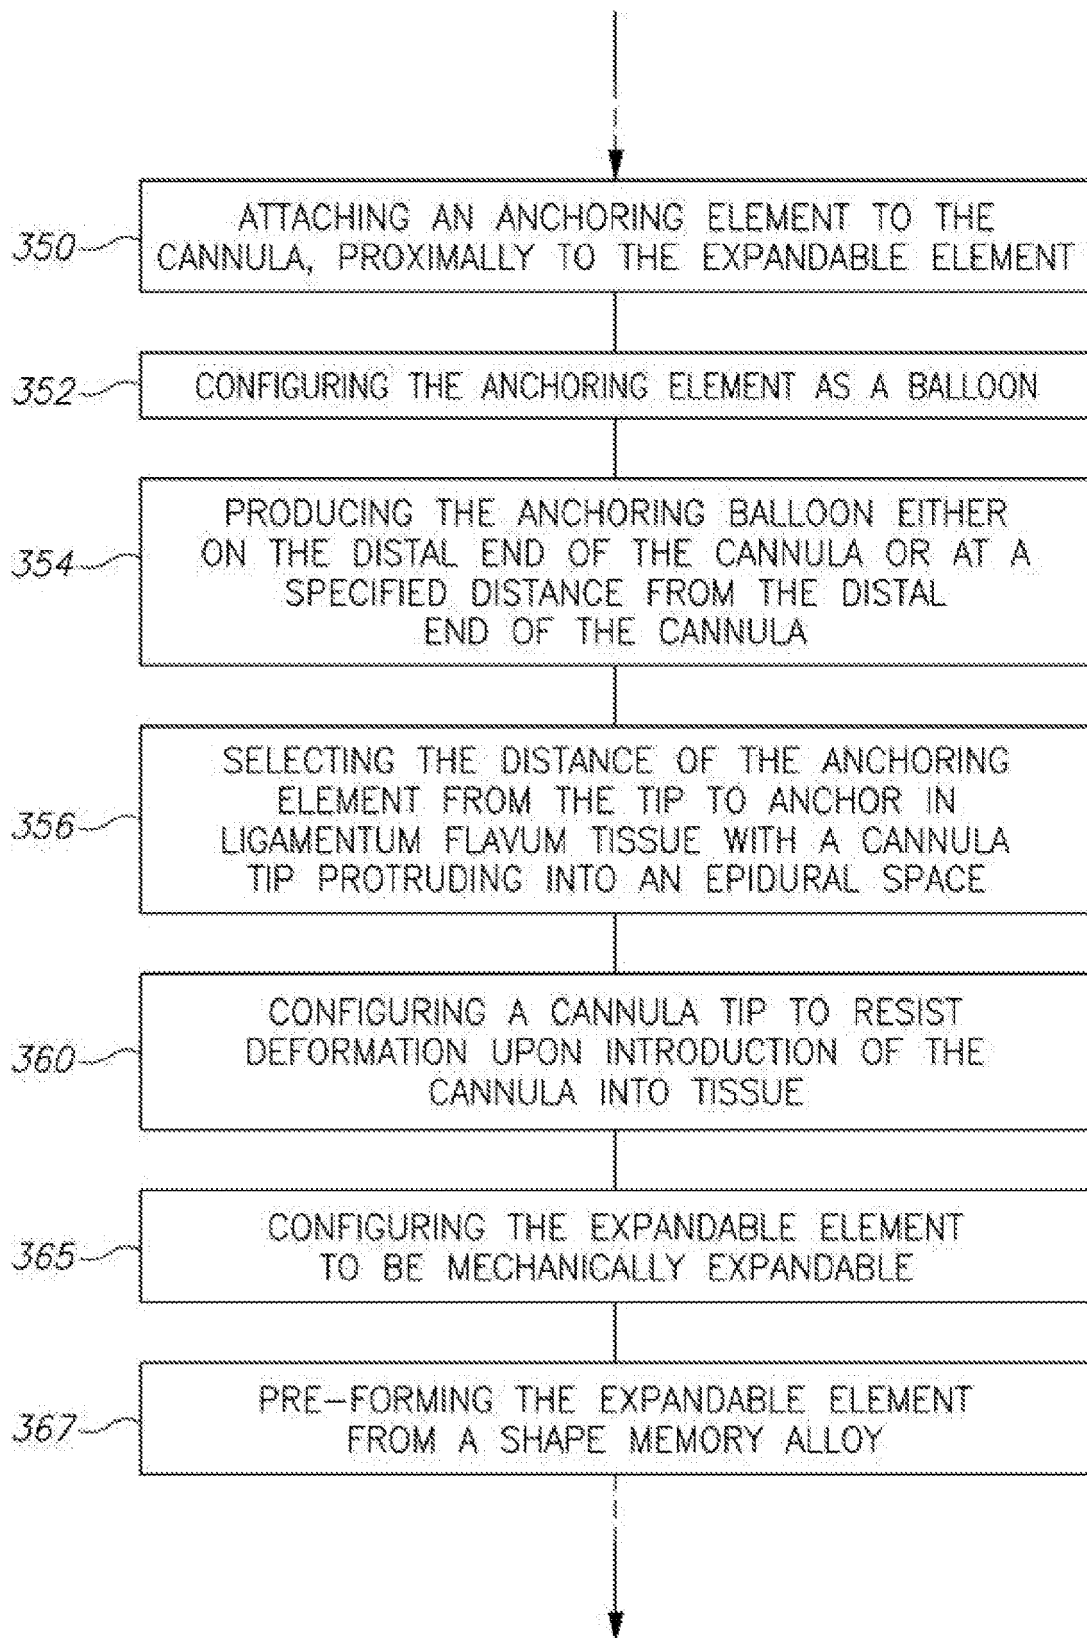 350
ATTACHING AN ANCHORING ELEMENT TO THE
CANNULA, PROXIMALLY TO THE EXPANDABLE ELEMENT
352
CONFIGURING THE ANCHORING ELEMENT AS A BALLOON
354
PRODUCING THE ANCHORING BALLOON EITHER
ON THE DISTAL END OF THE CANNULA OR AT A
SPECIFIED DISTANCE FROM THE DISTAL
END OF THE CANNULA
356
SELECTING THE DISTANCE OF THE ANCHORING
ELEMENT FROM THE TIP TO ANCHOR IN
LIGAMENTUM FLAVUM TISSUE WITH A CANNULA
TIP PROTRUDING INTO AN EPIDURAL SPACE
360
CONFIGURING A CANNULA TIP TO RESIST
DEFORMATION UPON INTRODUCTION OF THE
CANNULA INTO TISSUE
365
CONFIGURING THE EXPANDABLE ELEMENT
TO BE MECHANICALLY EXPANDABLE
367
PRE-FORMING THE EXPANDABLE ELEMENT
FROM A SHAPE MEMORY ALLOY